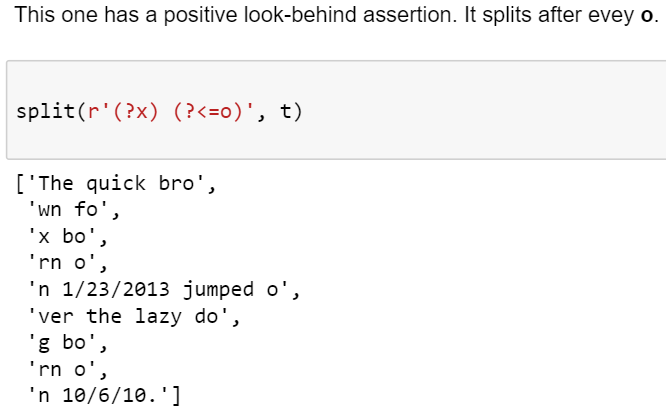 This one has a positive look-behind assertion. It splits after evey o.
split(r'(?x) (?<=o)', t)
['The quick bro',
'wn fo',
'x bo',
'rn o',
'n 1/23/2013 jumped o',
'ver the lazy do',
'g bo',
'rn o',
'n 10/6/10.']